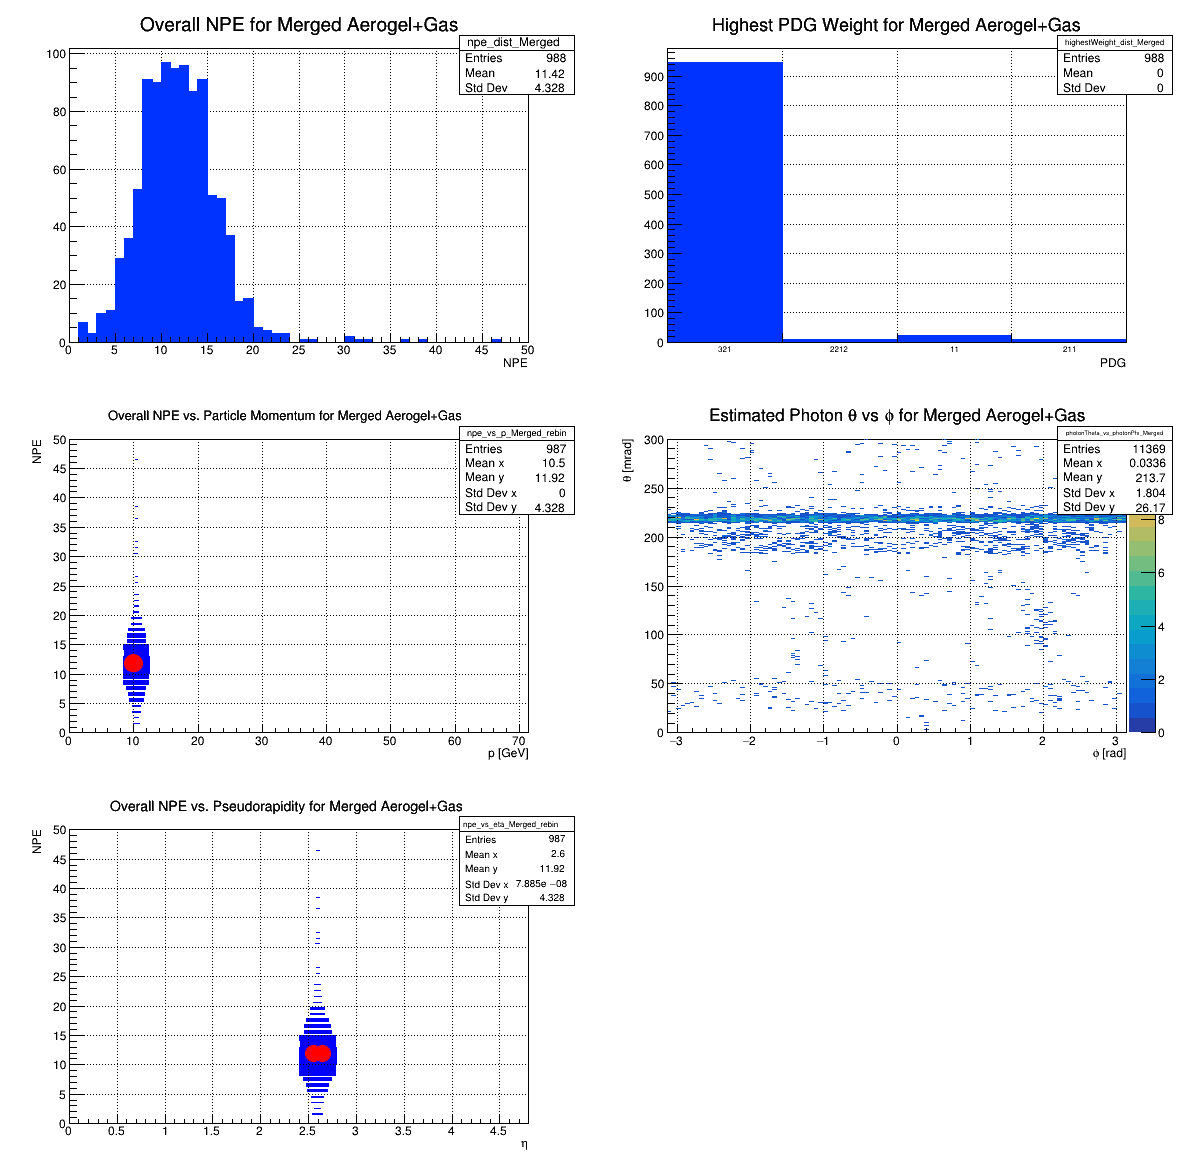 Overall NPE for Merged Aerogel+Gas
npe_dist_Merged
Entries 988
Mean 11.42
Std Dev 4.328
100
80
60
40
20
0
0 5 10 15 20 25 30 35 40 45 50
NPE
Highest PDG Weight for Merged Aerogel+Gas
highestWeight_dist_Merged
Entries 988
Mean 0
Std Dev 0
900
800
700
600
500
400
300
200
100
0
321 2212 11 211
PDG
Overall NPE vs. Particle Momentum for Merged Aerogel+Gas
npe_vs_p_Merged_rebin
Entries 987
Mean x 10.5
Mean y 11.92
Std Dev x 0
Std Dev y 4.328
NPE
50
45
40
35
30
25
20
15
10
5
0
0 10 20 30 40 50 60 70
p [GeV]
Estimated Photon θ vs ϕ for Merged Aerogel+Gas
photonTheta_vs_photonPhi_Merged
Entries 11369
Mean x 0.0336
Mean y 213.7
Std Dev x 1.804
Std Dev y 26.17
θ [mrad]
300
250
200
150
100
50
0
−3 −2 −1 0 1 2 3
ϕ [rad]
8
6
4
2
0
Overall NPE vs. Pseudorapidity for Merged Aerogel+Gas
npe_vs_eta_Merged_rebin
Entries 987
Mean x 2.6
Mean y 11.92
Std Dev x 7.885e −08
Std Dev y 4.328
NPE
50
45
40
35
30
25
20
15
10
5
0
0 0.5 1 1.5 2 2.5 3 3.5 4 4.5
η